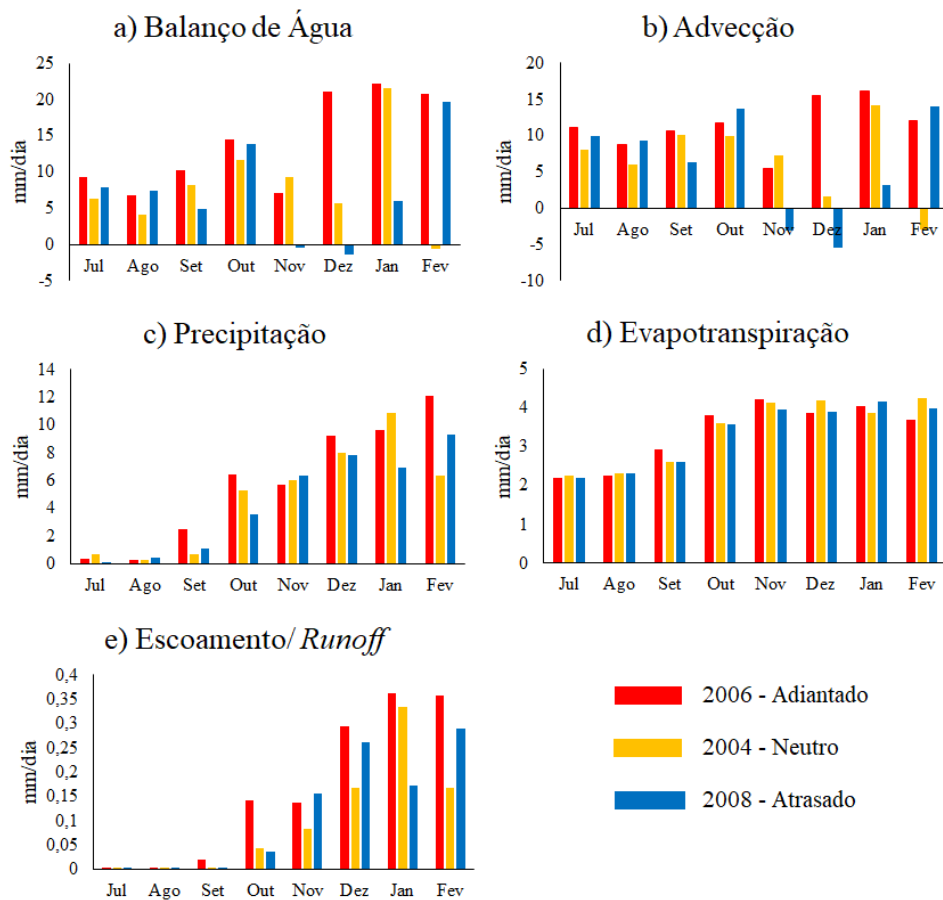 a) Balanço de Água
25
20
15
10
5
0
-5
mm/dia
Jul Ago Set Out Nov Dez Jan Fev
b) Advecção
20
15
10
5
0
-5
-10
mm/dia
Jul Ago Set Out Nov Dez Jan Fev
c) Precipitação
14
12
10
8
6
4
2
0
mm/dia
Jul Ago Set Out Nov Dez Jan Fev
d) Evapotranspiração
5
4
3
2
1
0
mm/dia
Jul Ago Set Out Nov Dez Jan Fev
e) Escoamento/ Runoff
0,4
0,35
0,3
0,25
0,2
0,15
0,1
0,05
0
mm/dia
Jul Ago Set Out Nov Dez Jan Fev
2006 - Adiantado
2004 - Neutro
2008 - Atrasado